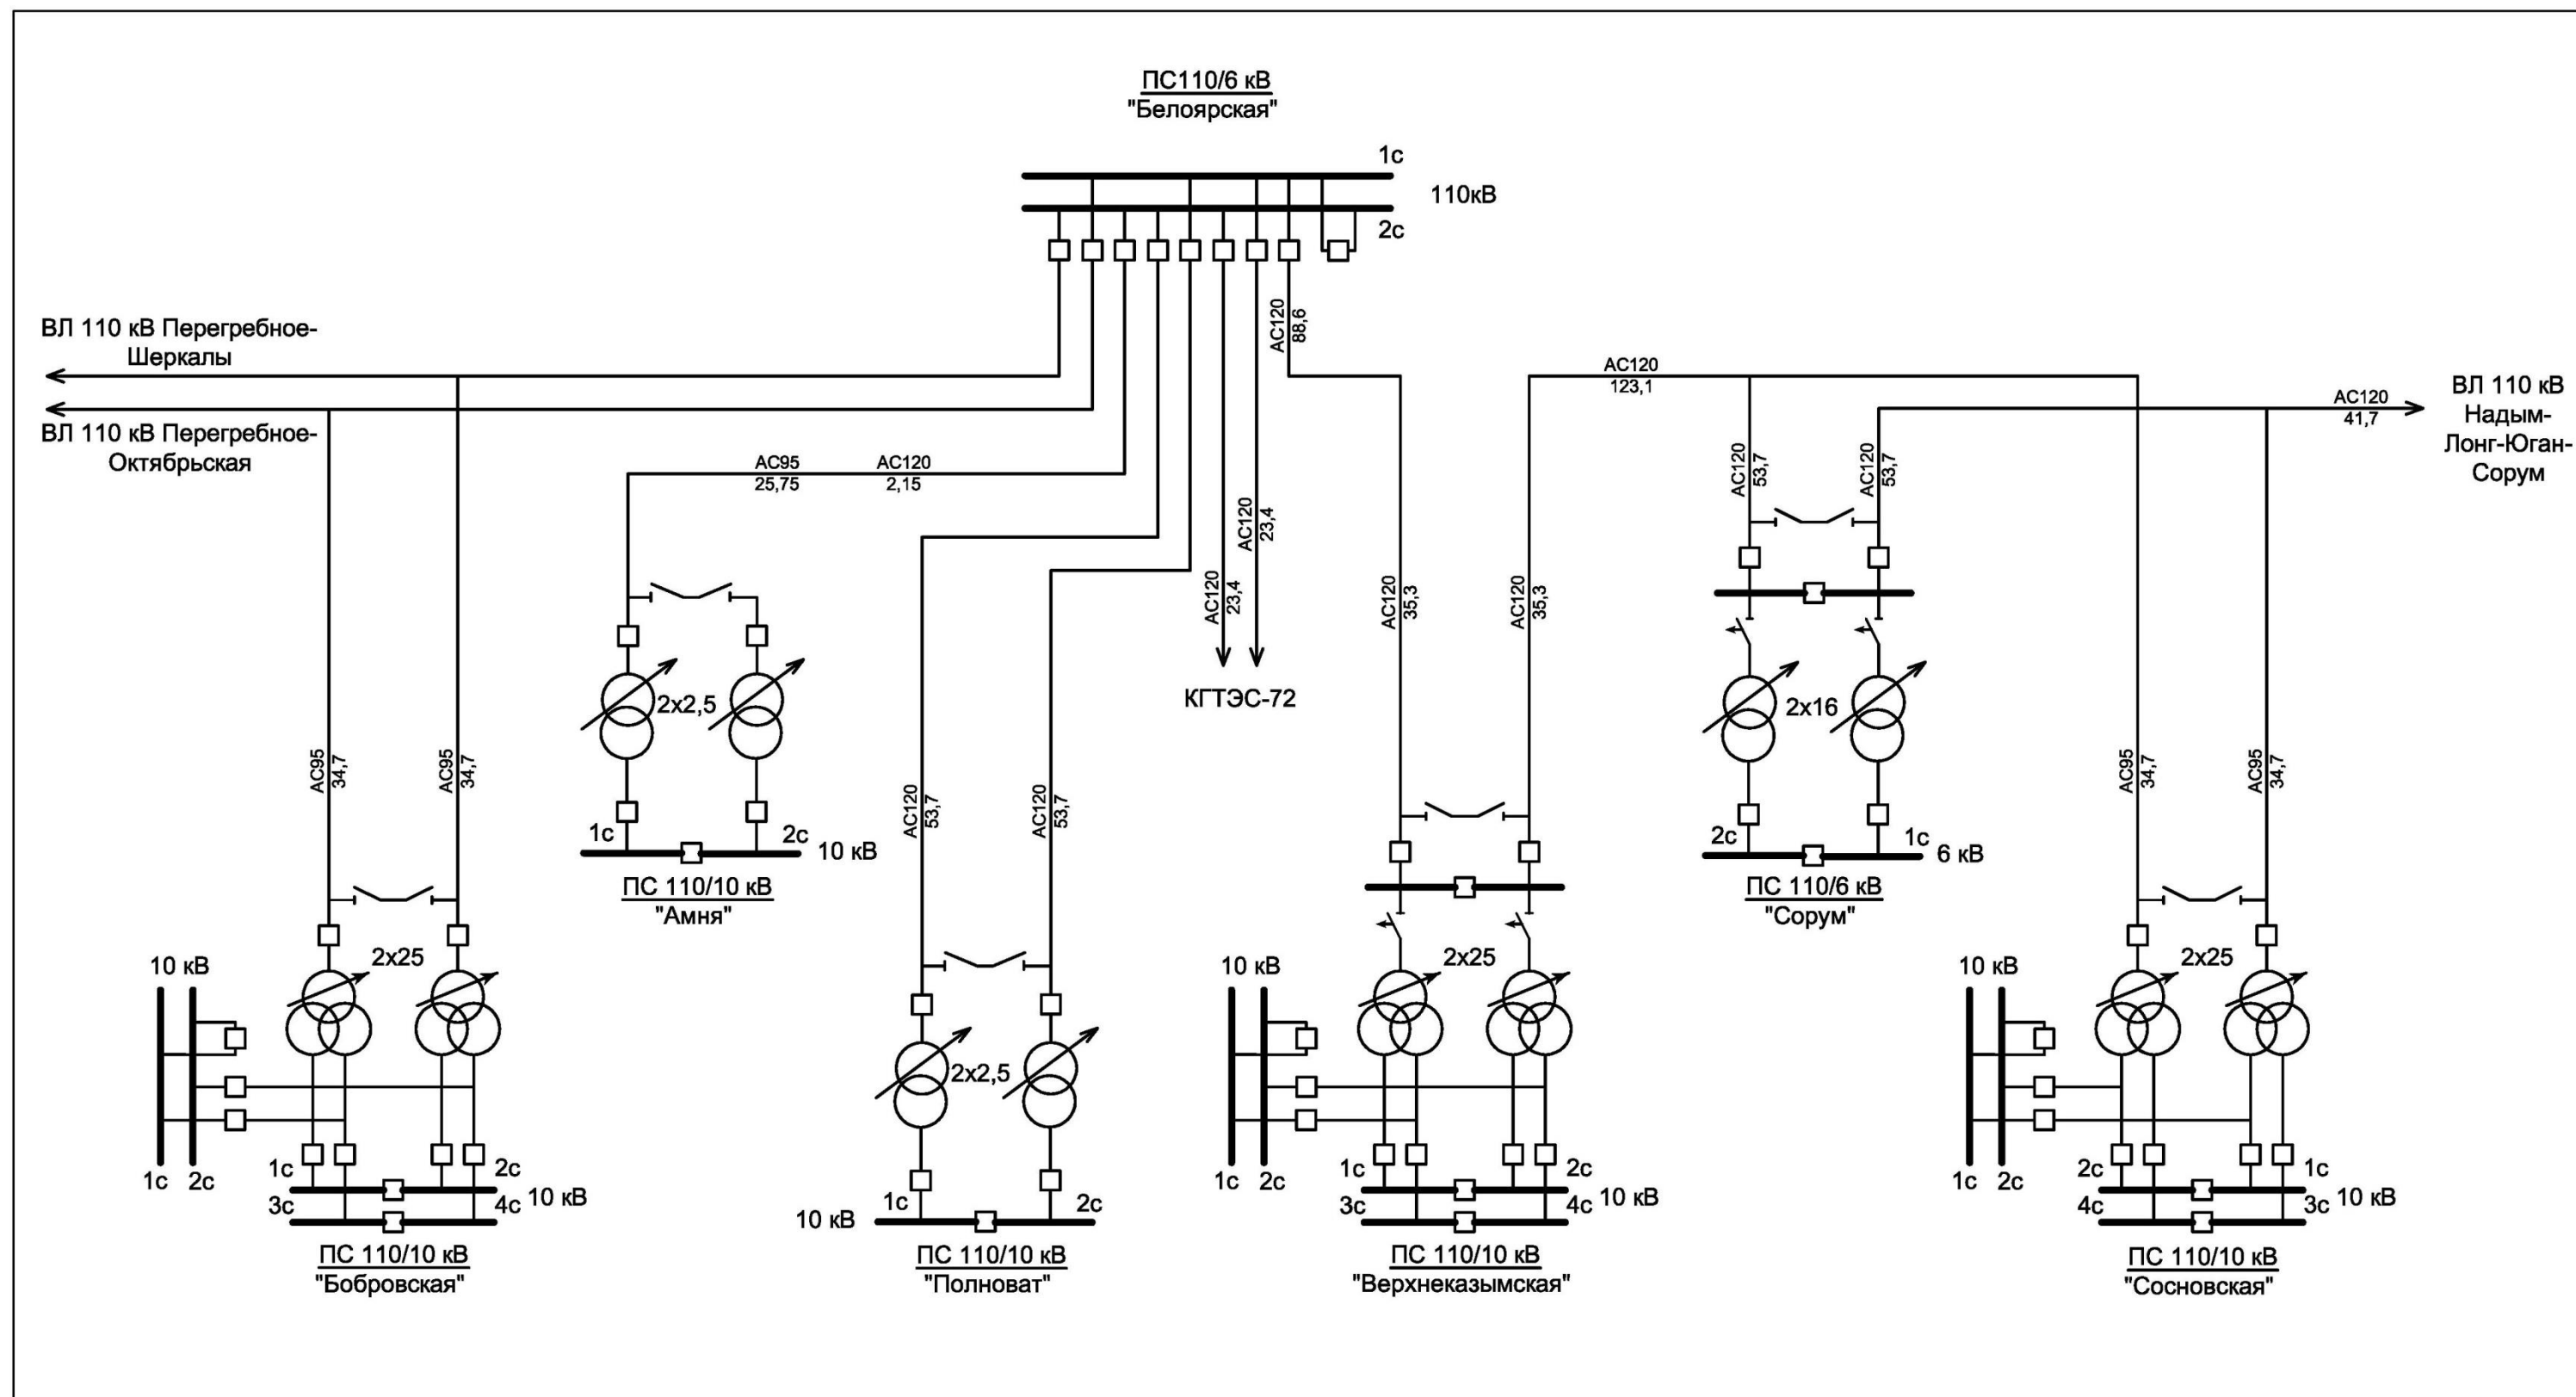 ПС110/6 кВ
"Белоярская"
1с
110кВ
2с
ВЛ 110 кВ Перегребное-
Шеркалы
ВЛ 110 кВ Перегребное-
Октябрьская
АС120
88,6
АС120
123,1
АС120
41,7
ВЛ 110 кВ
Надым-
Лонг-Юган-
Сорум
АС95
25,75
АС120
2,15
АС120
23,4
АС120
23,4
КГТЭС-72
АС120
35,3
АС120
35,3
АС120
53,7
АС120
53,7
АС95
34,7
АС95
34,7
2х2,5
1с
2с
10 кВ
ПС 110/10 кВ
"Амня"
АС120
53,7
АС120
53,7
2х16
2с
1с
6 кВ
ПС 110/6 кВ
"Сорум"
АС95
34,7
АС95
34,7
10 кВ
2х25
1с
2с
1с
2с
3с
4с
10 кВ
ПС 110/10 кВ
"Бобровская"
2х2,5
10 кВ
1с
2с
ПС 110/10 кВ
"Полноват"
10 кВ
2х25
1с
2с
1с
2с
3с
4с
10 кВ
ПС 110/10 кВ
"Верхнеказымская"
10 кВ
2х25
1с
2с
2с
1с
4с
3с
10 кВ
ПС 110/10 кВ
"Сосновская"